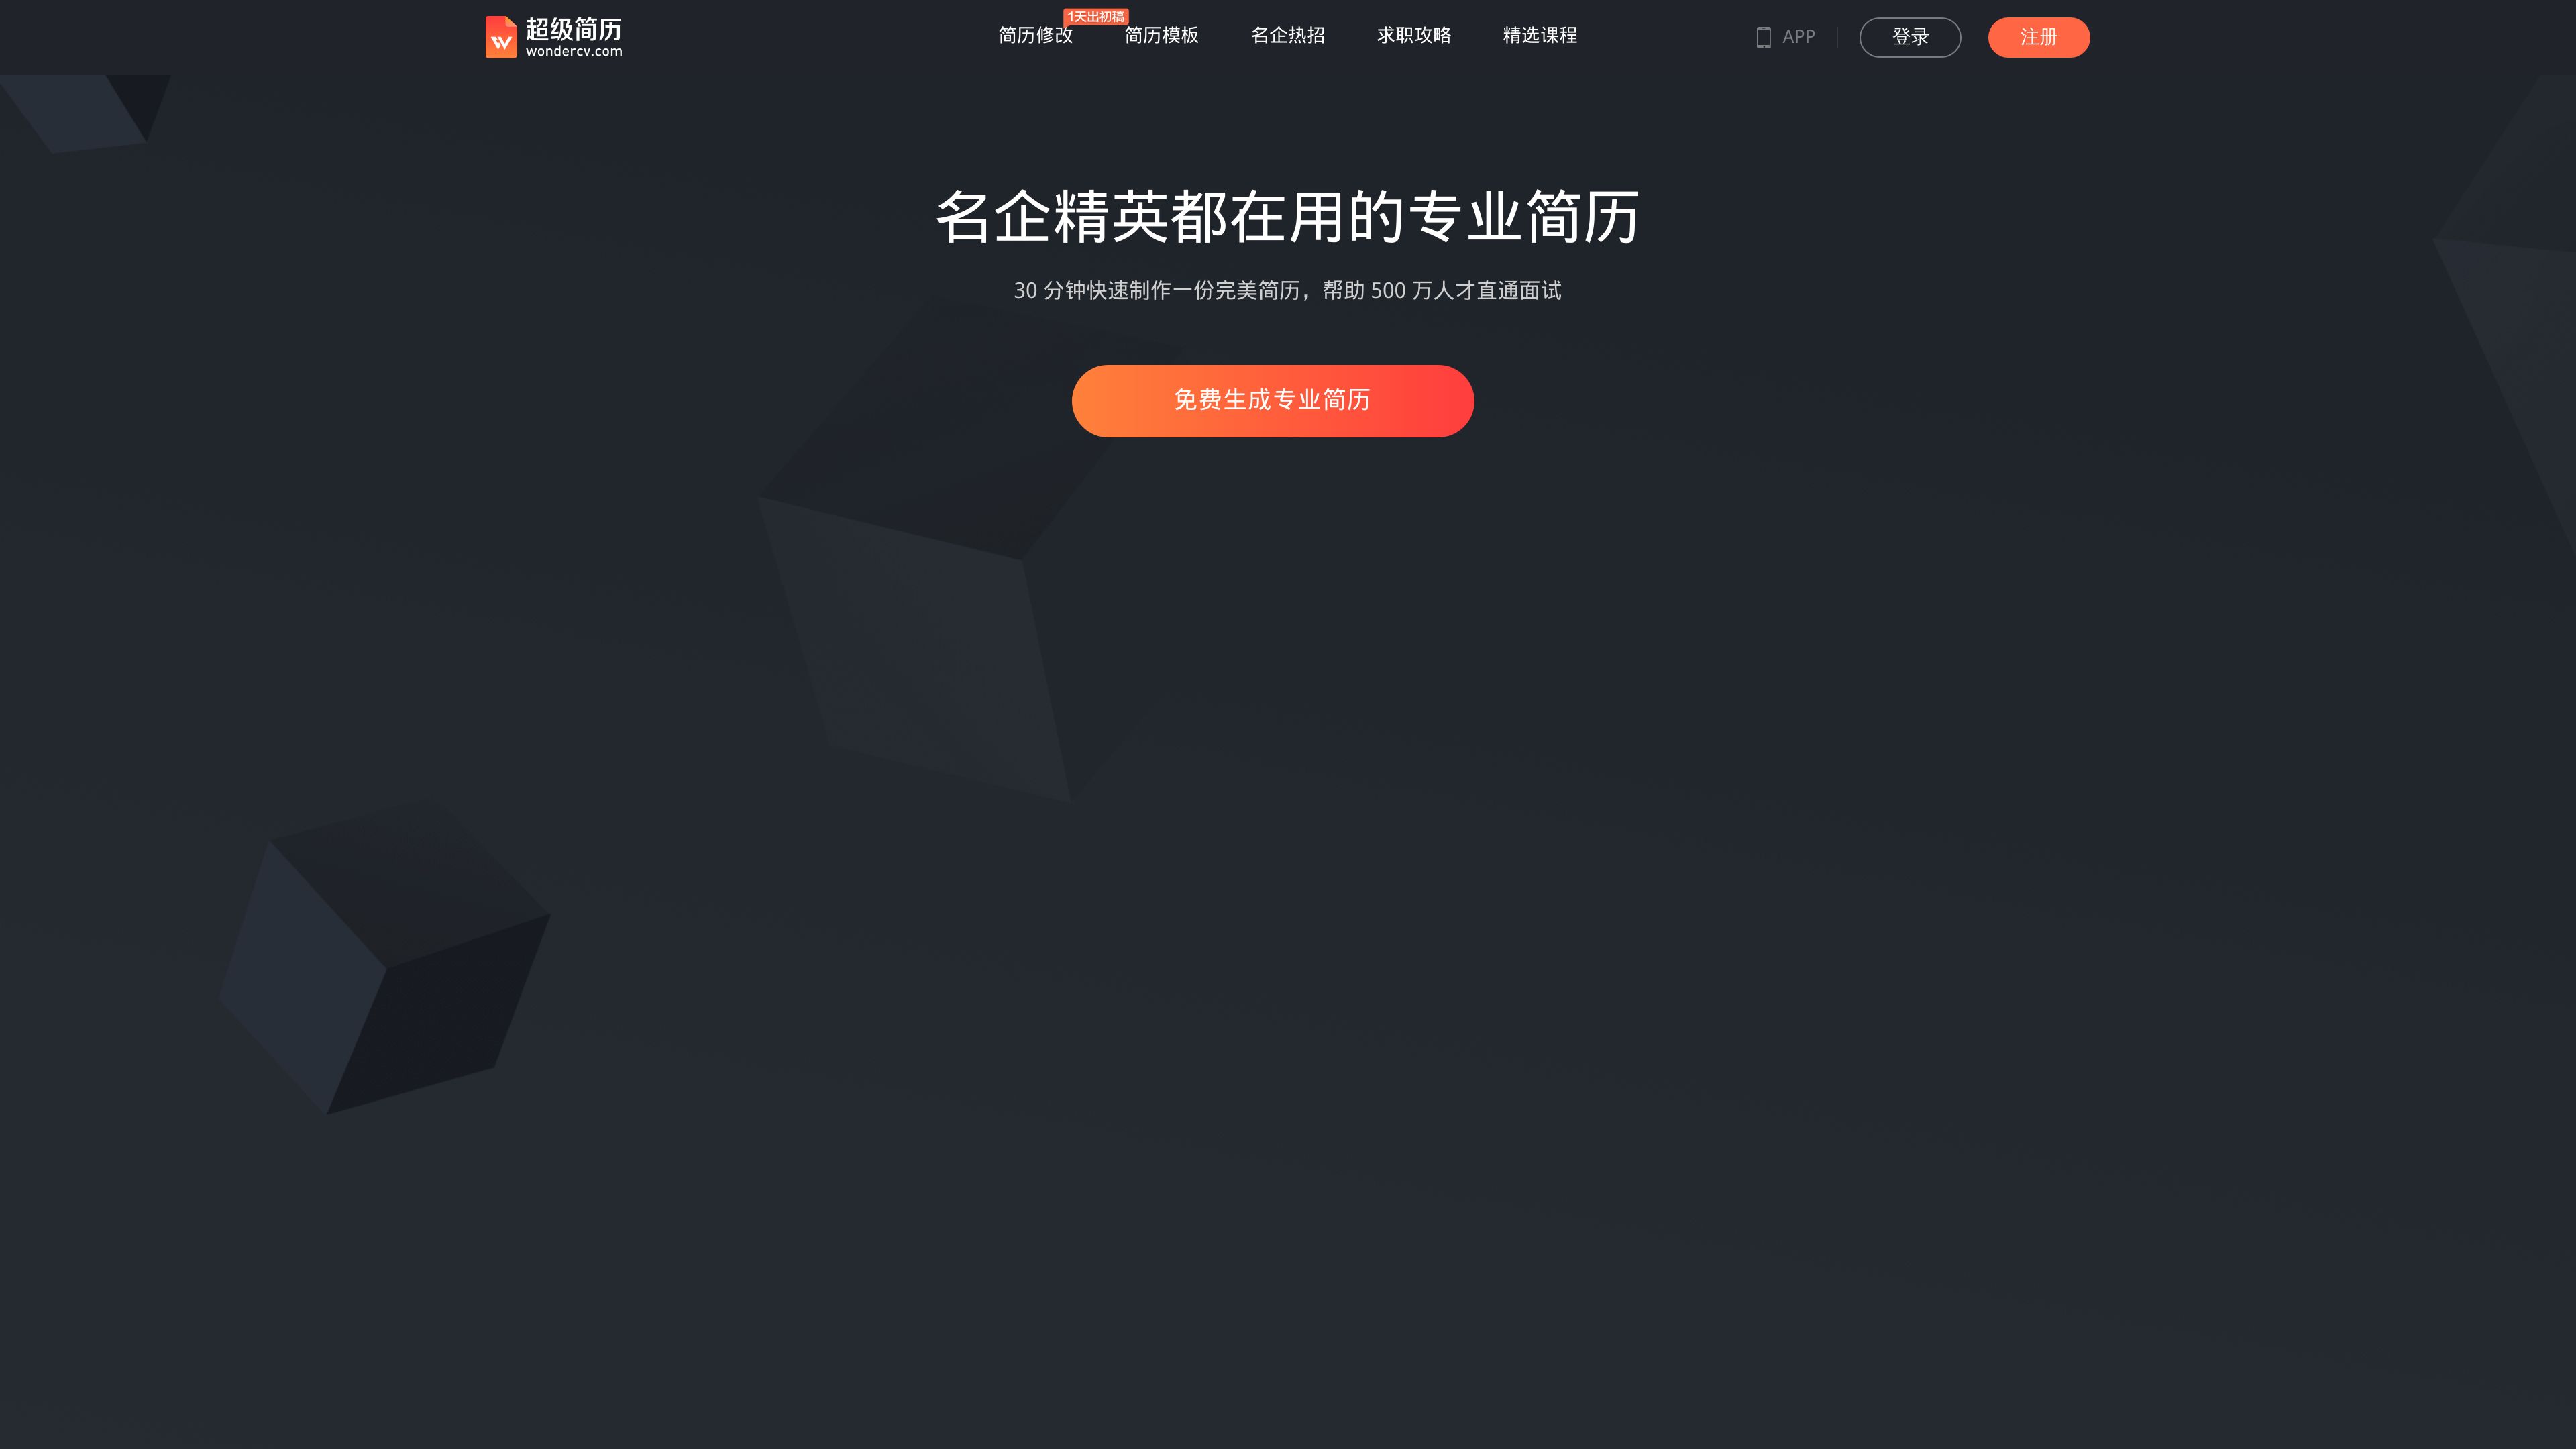 超级简历
wondercv.com
1天出初稿
简历修改 简历模板 名企热招 求职攻略 精选课程 APP 登录 注册
名企精英都在用的专业简历
30 分钟快速制作一份完美简历，帮助 500 万人才直通面试
免费生成专业简历